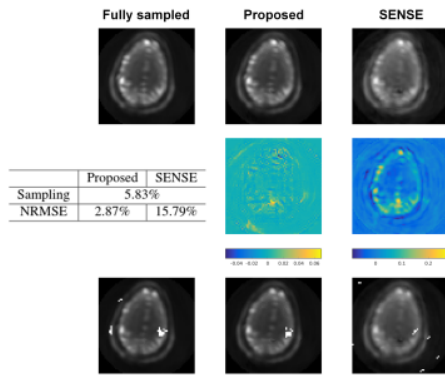 Fully sampled Proposed SENSE
Proposed SENSE
Sampling 5.83%
NRMSE 2.87% 15.79%
-0.04 -0.02 0 0.02 0.04 0.06
0 0.1 0.2